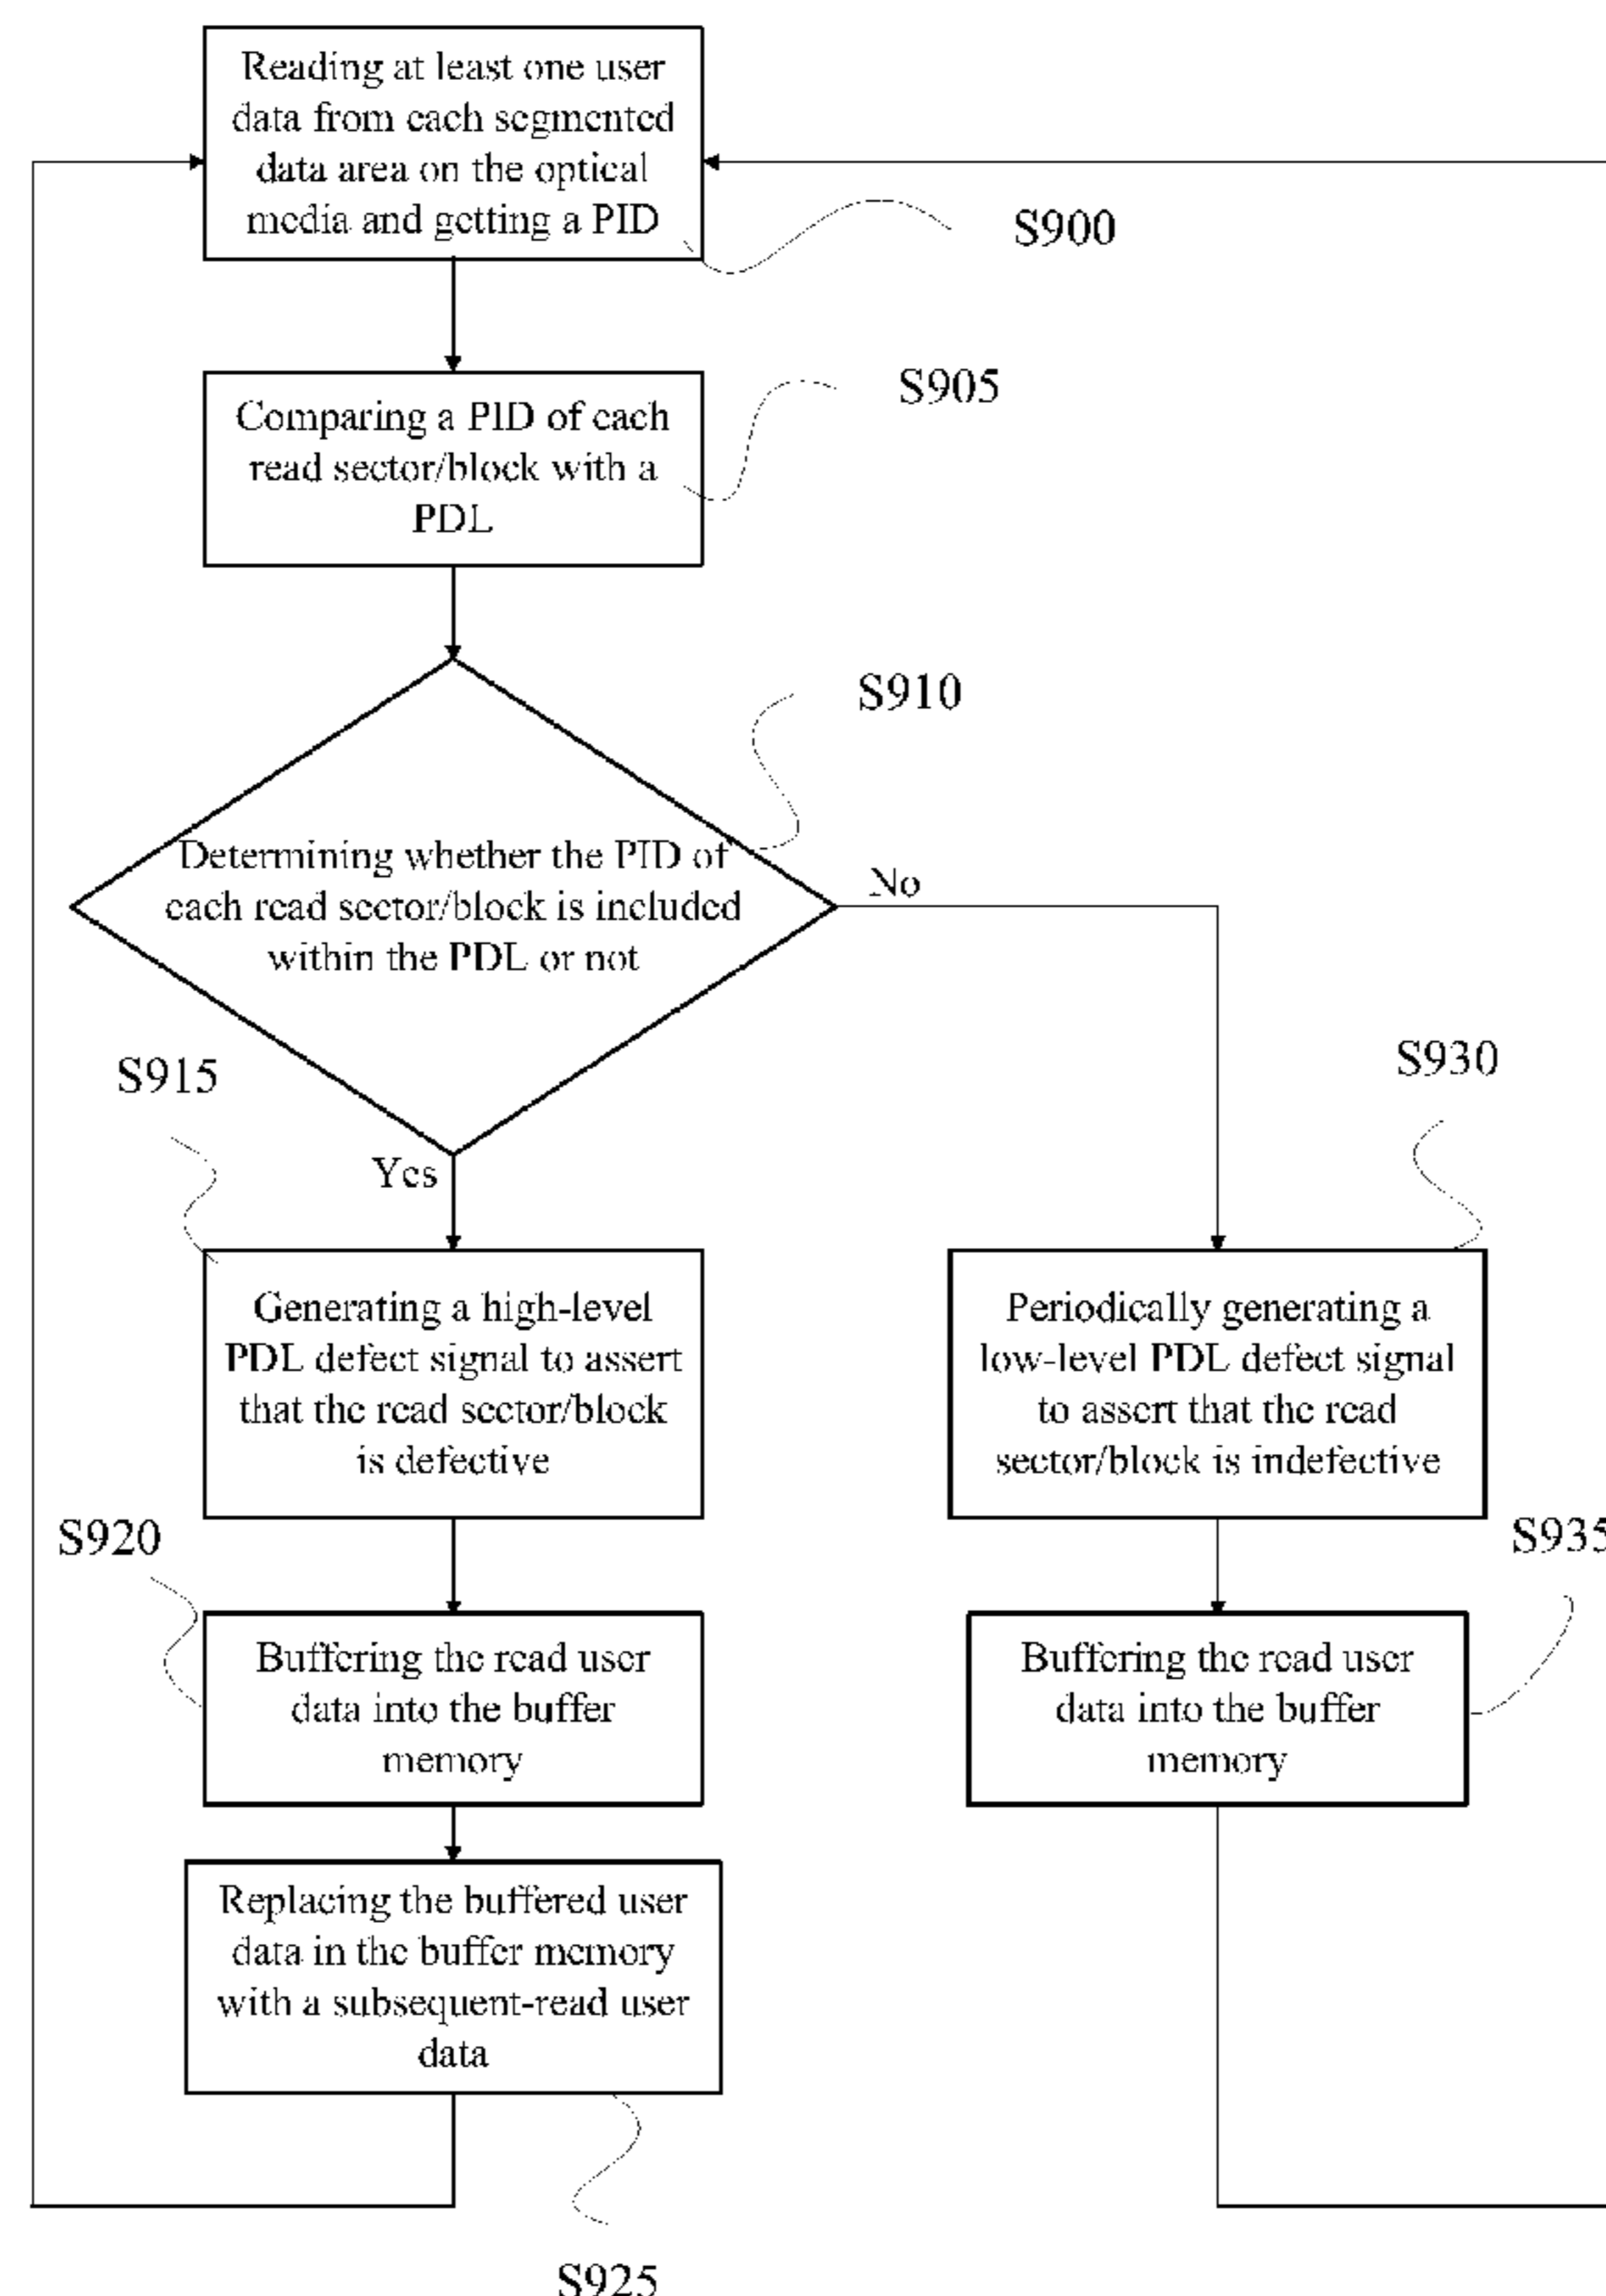 Reading at least one user
data from each segmented
data area on the optical
media and getting a PID
S900
Comparing a PID of each
read sector/block with a
PDL
S905
S910
Determining whether the PID of
each read sector/block is included
within the PDL or not
No
Yes
S915
Generating a high-level
PDL defect signal to assert
that the read sector/block
is defective
S930
Periodically generating a
low-level PDL defect signal
to assert that the read
sector/block is indefective
S920
Buffering the read user
data into the buffer
memory
S935
Buffering the read user
data into the buffer
memory
Replacing the buffered user
data in the buffer memory
with a subsequent-read user
data
S925